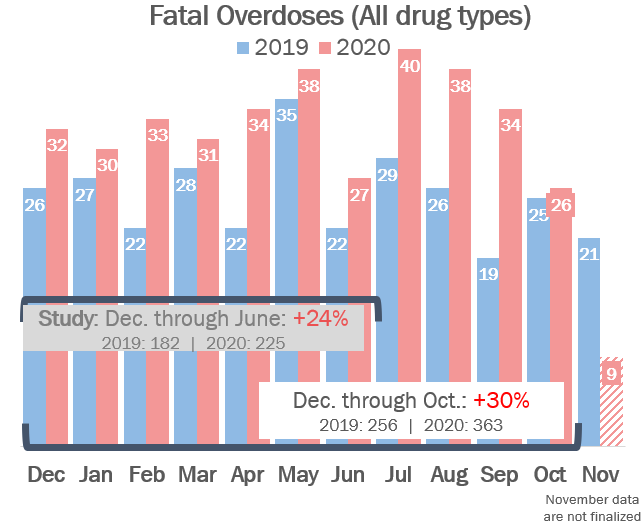 Fatal Overdoses (All drug types)
2019 2020
26 32 27 30 22 33 28 31 22 34 35 38 22 27 29 40 26 38 19 34 25 26 21 9
Study: Dec. through June: +24%
2019: 182 | 2020: 225
Dec. through Oct.: +30%
2019: 256 | 2020: 363
Dec Jan Feb Mar Apr May Jun Jul Aug Sep Oct Nov
November data
are not finalized